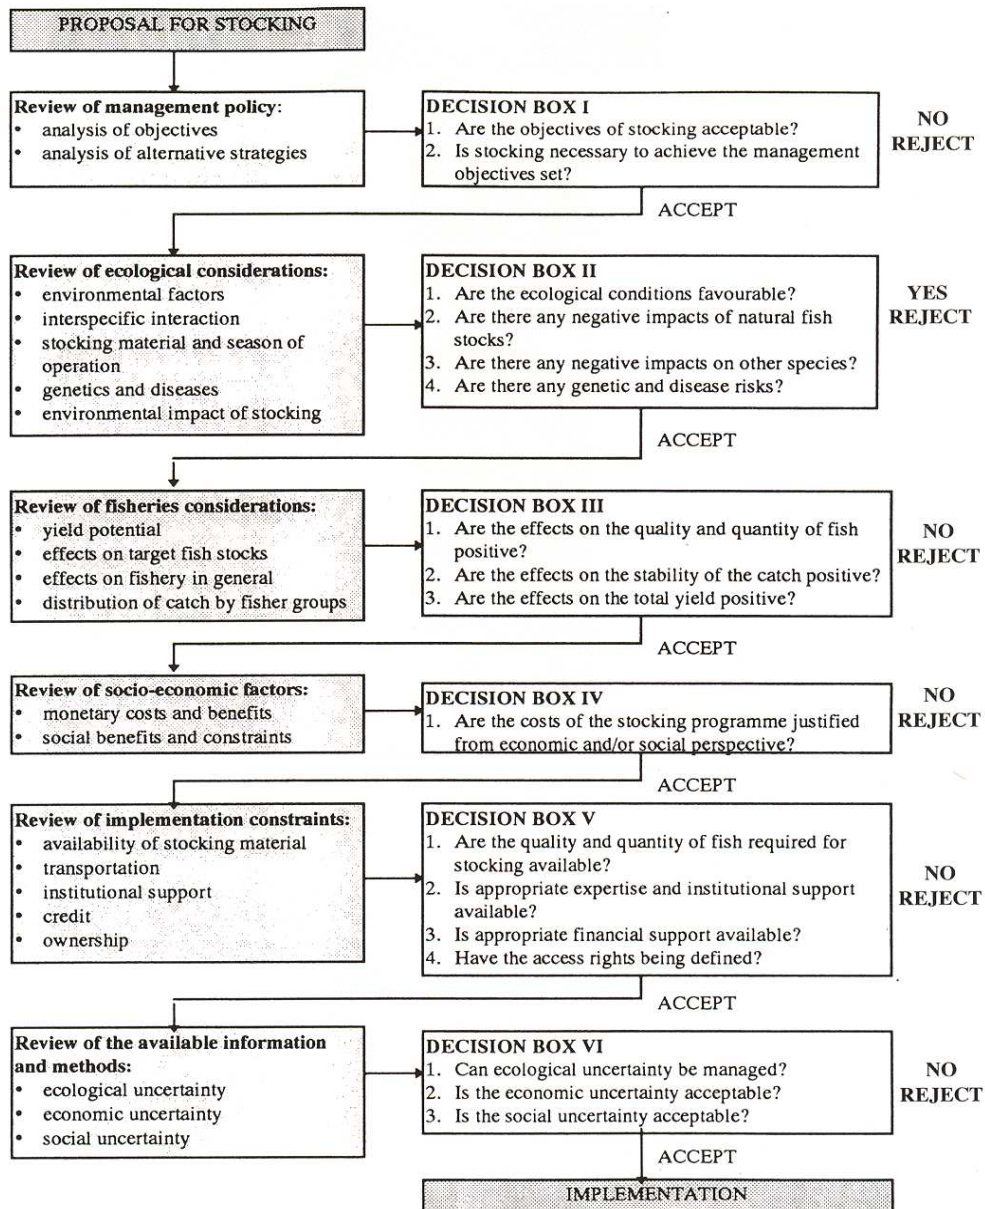 PROPOSAL FOR STOCKING
Review of management policy:
• analysis of objectives
• analysis of alternative strategies
DECISION BOX I
1. Are the objectives of stocking acceptable?
2. Is stocking necessary to achieve the management
objectives set?
NO
REJECT
ACCEPT
Review of ecological considerations:
• environmental factors
• interspecific interaction
• stocking material and season of
operation
• genetics and diseases
• environmental impact of stocking
DECISION BOX II
1. Are the ecological conditions favourable?
2. Are there any negative impacts of natural fish
stocks?
3. Are there any negative impacts on other species?
4. Are there any genetic and disease risks?
YES
REJECT
ACCEPT
Review of fisheries considerations:
• yield potential
• effects on target fish stocks
• effects on fishery in general
• distribution of catch by fisher groups
DECISION BOX III
1. Are the effects on the quality and quantity of fish
positive?
2. Are the effects on the stability of the catch positive?
3. Are the effects on the total yield positive?
NO
REJECT
ACCEPT
Review of socio-economic factors:
• monetary costs and benefits
• social benefits and constraints
DECISION BOX IV
1. Are the costs of the stocking programme justified
from economic and/or social perspective?
NO
REJECT
ACCEPT
Review of implementation constraints:
• availability of stocking material
• transportation
• institutional support
• credit
• ownership
DECISION BOX V
1. Are the quality and quantity of fish required for
stocking available?
2. Is appropriate expertise and institutional support
available?
3. Is appropriate financial support available?
4. Have the access rights being defined?
NO
REJECT
ACCEPT
Review of the available information
and methods:
• ecological uncertainty
• economic uncertainty
• social uncertainty
DECISION BOX VI
1. Can ecological uncertainty be managed?
2. Is the economic uncertainty acceptable?
3. Is the social uncertainty acceptable?
NO
REJECT
ACCEPT
IMPLEMENTATION